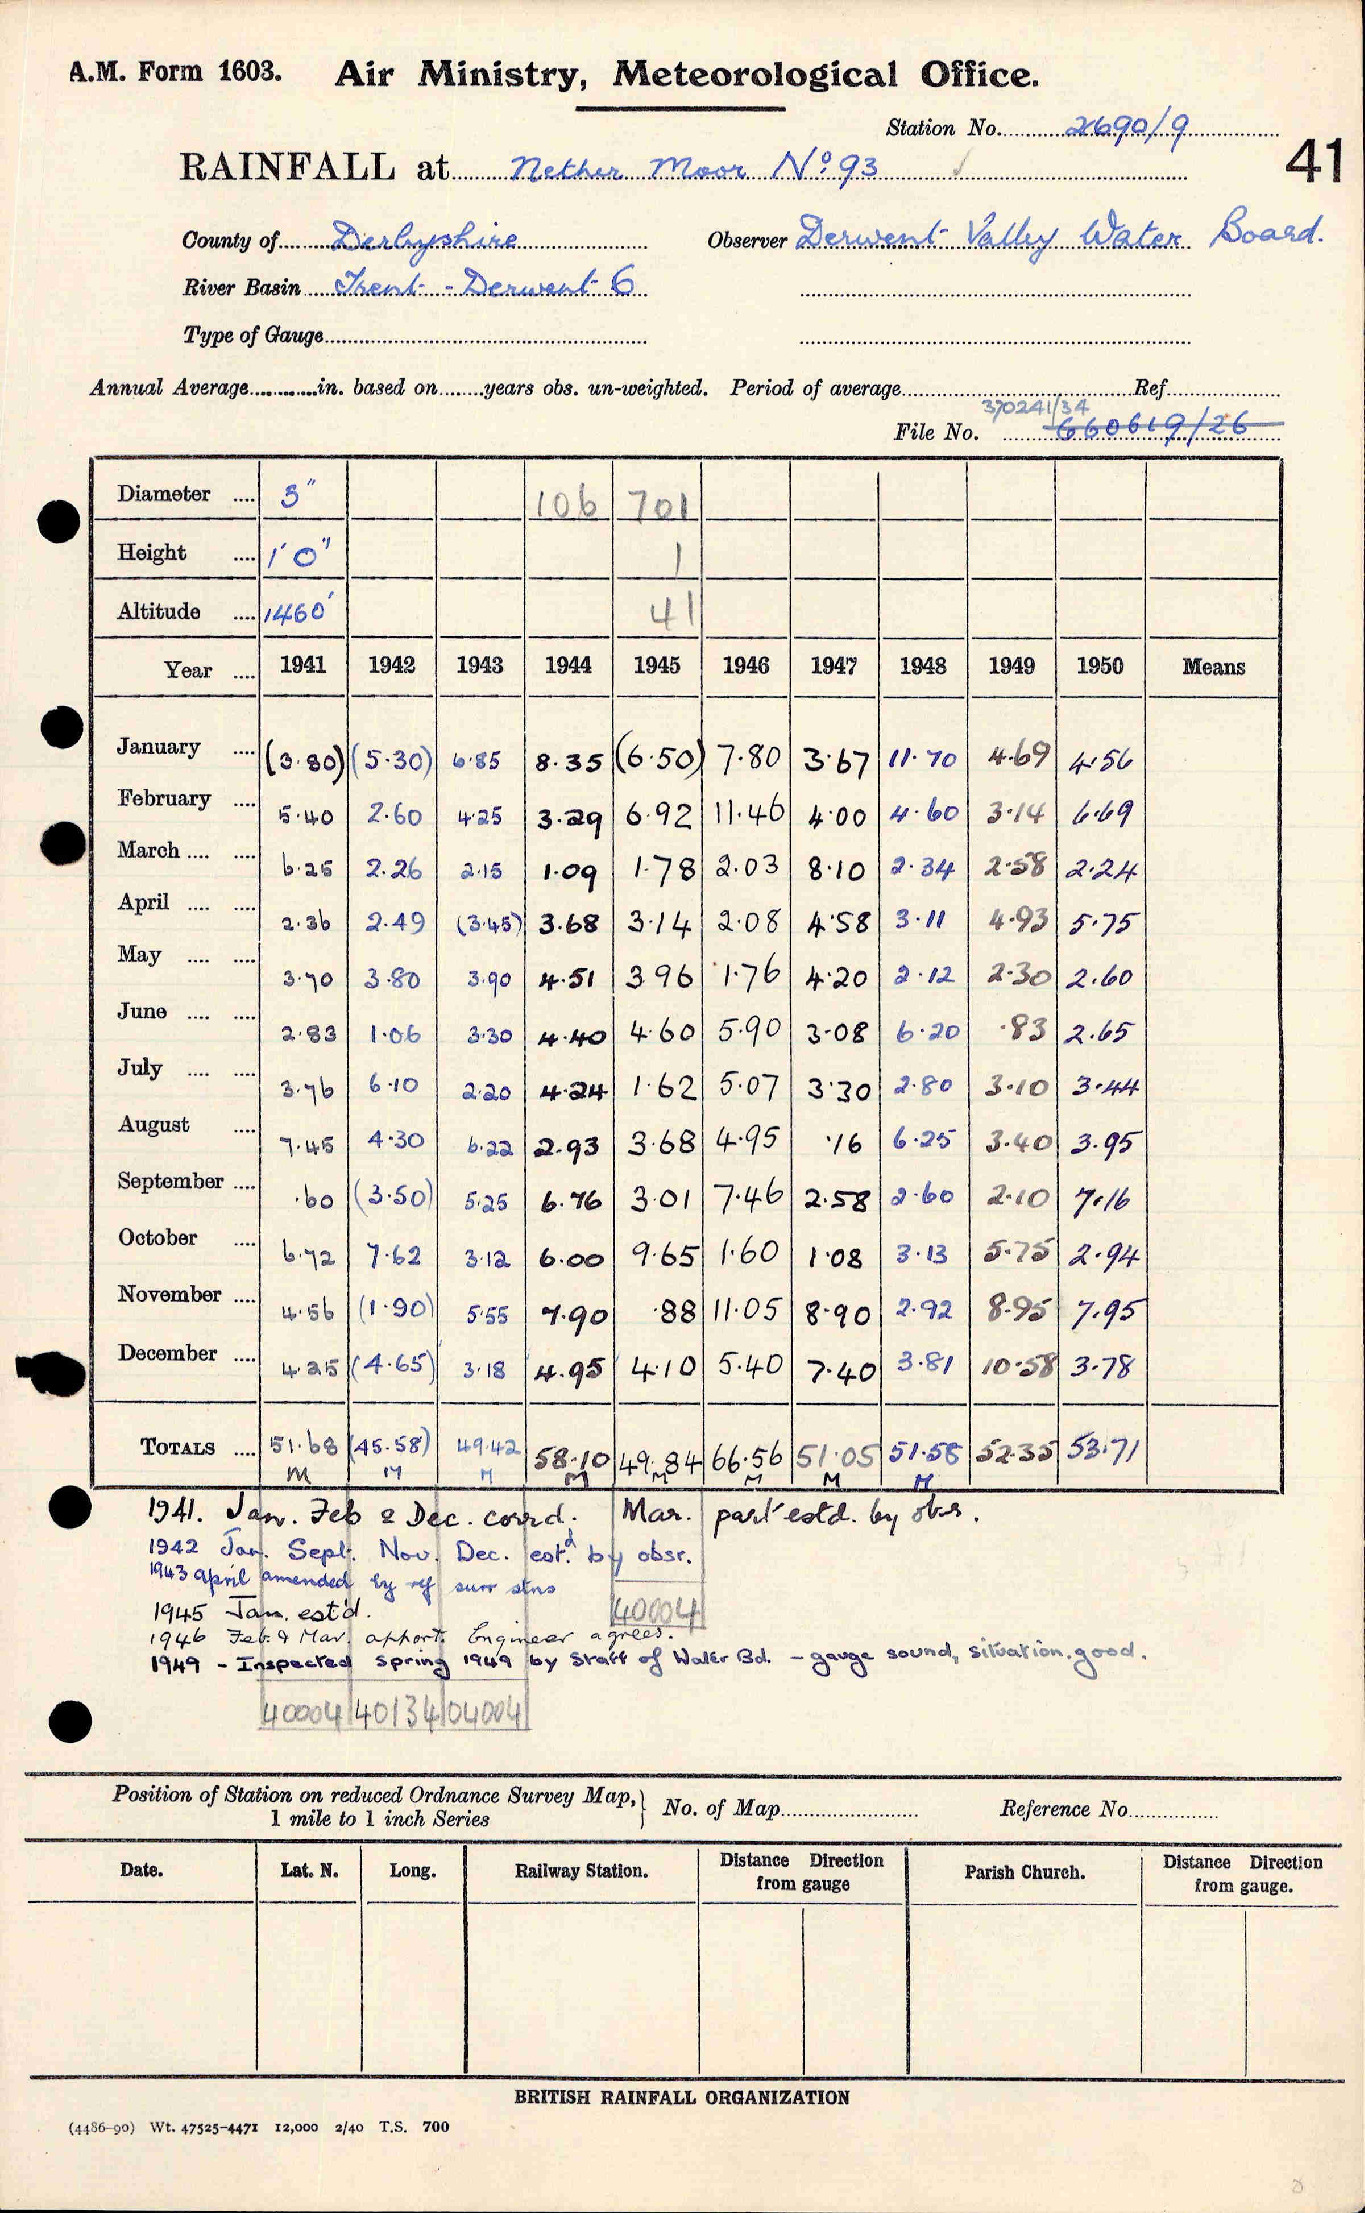 A.M. Form 1603. Air Ministry, Meteorological Office.
Station No. 2690/9
41
RAINFALL at Nether Moor No. 93
County of Derbyshire Observer Derwent Valley Water Board.
River Basin Trent - Derwent 6
Type of Gauge
Annual Average in. based on years obs. un-weighted. Period of average Ref.
370241/34
File No. 660619/26
Diameter 5" 106 701
Height 1' 0" 1
Altitude 1460' 41
Year 1941 1942 1943 1944 1945 1946 1947 1948 1949 1950 Means
January (3.80) (5.30) 6.85 8.35 (6.50) 7.80 3.67 11.70 4.69 4.56
February 5.40 2.60 4.25 3.29 6.92 11.46 4.00 4.60 3.14 6.69
March 6.25 2.26 2.15 1.09 1.78 2.03 8.10 2.34 2.58 2.24
April 2.36 2.49 (3.45) 3.68 3.14 2.08 4.58 3.11 4.93 5.75
May 3.70 3.80 3.90 4.51 3.96 1.76 4.20 2.12 2.30 2.60
June 2.83 1.06 3.30 4.40 4.60 5.90 3.08 6.20 .83 2.65
July 3.76 6.10 2.20 4.24 1.62 5.07 3.30 2.80 3.10 3.44
August 7.45 4.30 6.22 2.93 3.68 4.95 .16 6.25 3.40 3.95
September .60 (3.50) 5.25 6.76 3.01 7.46 2.58 2.60 2.10 7.16
October 6.72 7.62 3.12 6.00 9.65 1.60 1.08 3.13 5.75 2.94
November 4.56 (1.90) 5.55 7.90 .88 11.05 8.90 2.92 8.95 7.95
December 4.25 (4.65) 3.18 4.95 4.10 5.40 7.40 3.81 10.58 3.78
TOTALS 51.68 (45.58) 49.42 58.10 49.84 66.56 51.05 51.58 52.35 53.71
M M M M M M M M
1941. Jan. Feb & Dec. corrd. Mar. part estd. by obs.
1942 Jan. Sept. Nov. Dec. estd. by obsr.
1943 april amended by ref surr stns
1945 Jan. est'd. 40004
1946 Feb. & Mar. apport. Engineer agrees.
1949 - Inspected Spring 1949 by Staff of Water Bd. - gauge sound, situation good.
40004 40134 04004
Position of Station on reduced Ordnance Survey Map, 1 mile to 1 inch Series } No. of Map Reference No.
Date. Lat. N. Long. Railway Station. Distance Direction from gauge Parish Church. Distance Direction from gauge.
BRITISH RAINFALL ORGANIZATION
(4486-90) Wt. 47525-4471 12,000 2/40 T.S. 700